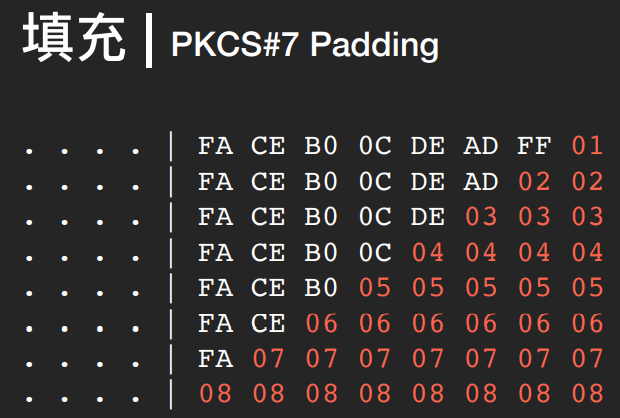 填充 | PKCS#7 Padding
. . . . | FA CE B0 0C DE AD FF 01
. . . . | FA CE B0 0C DE AD 02 02
. . . . | FA CE B0 0C DE 03 03 03
. . . . | FA CE B0 0C 04 04 04 04
. . . . | FA CE B0 05 05 05 05 05
. . . . | FA CE 06 06 06 06 06 06
. . . . | FA 07 07 07 07 07 07 07
. . . . | 08 08 08 08 08 08 08 08